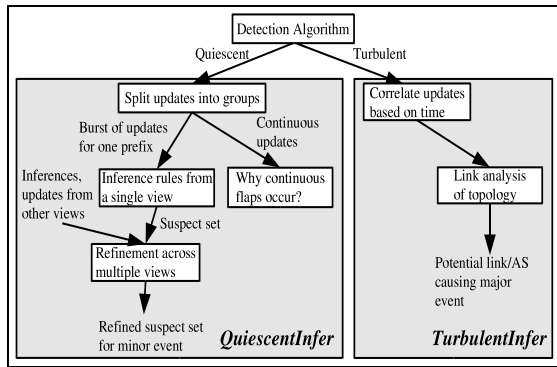 Detection Algorithm
Quiescent
Turbulent
Split updates into groups
Correlate updates
based on time
Burst of updates
for one prefix
Continuous
updates
Inferences,
updates from
other views
Inference rules from
a single view
Why continuous
flaps occur?
Link analysis
of topology
Suspect set
Refinement across
multiple views
Potential link/AS
causing major
event
Refined suspect set
for minor event
QuiescentInfer
TurbulentInfer